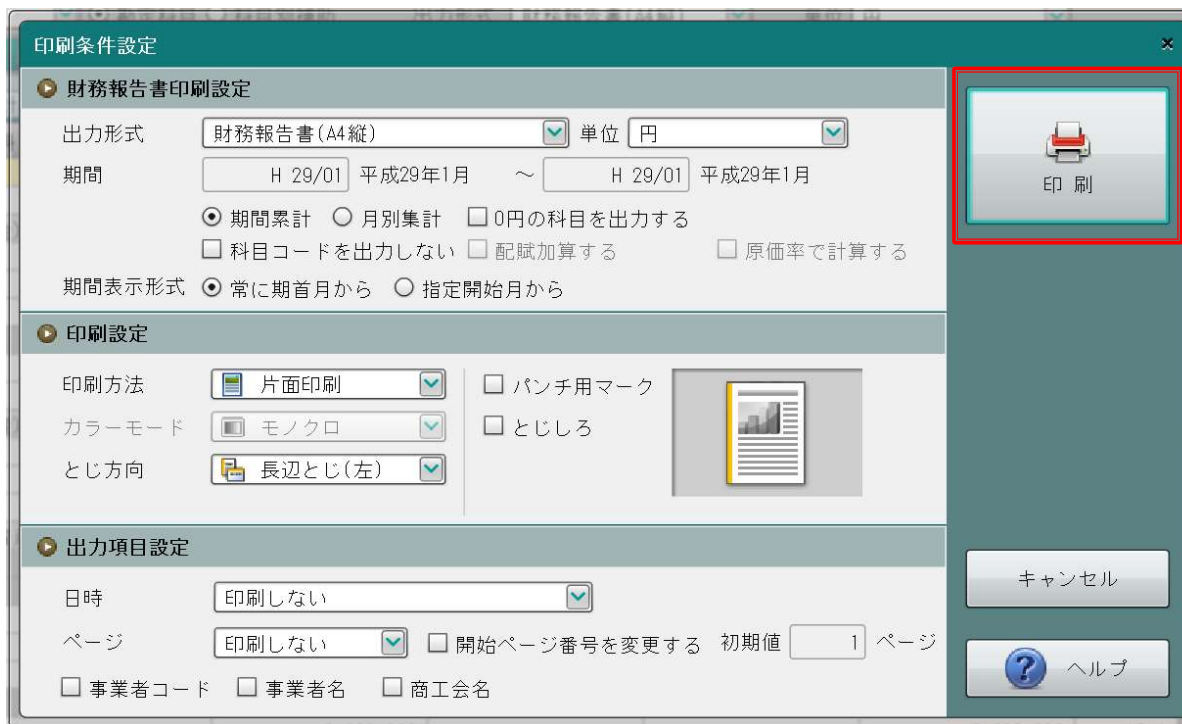 印刷条件設定
財務報告書印刷設定
出力形式 財務報告書(A4縦) 単位 円
期間 H 29/01 平成29年1月 ～ H 29/01 平成29年1月
期間累計 月別集計 0円の科目を出力する
科目コードを出力しない 配賦加算する 原価率で計算する
期間表示形式 常に期首月から 指定開始月から
印刷
印刷設定
印刷方法 片面印刷 パンチ用マーク
カラーモード モノクロ とじしろ
とじ方向 長辺とじ(左)
出力項目設定
日時 印刷しない
ページ 印刷しない 開始ページ番号を変更する 初期値 1 ページ
事業者コード 事業者名 商工会名
キャンセル
ヘルプ